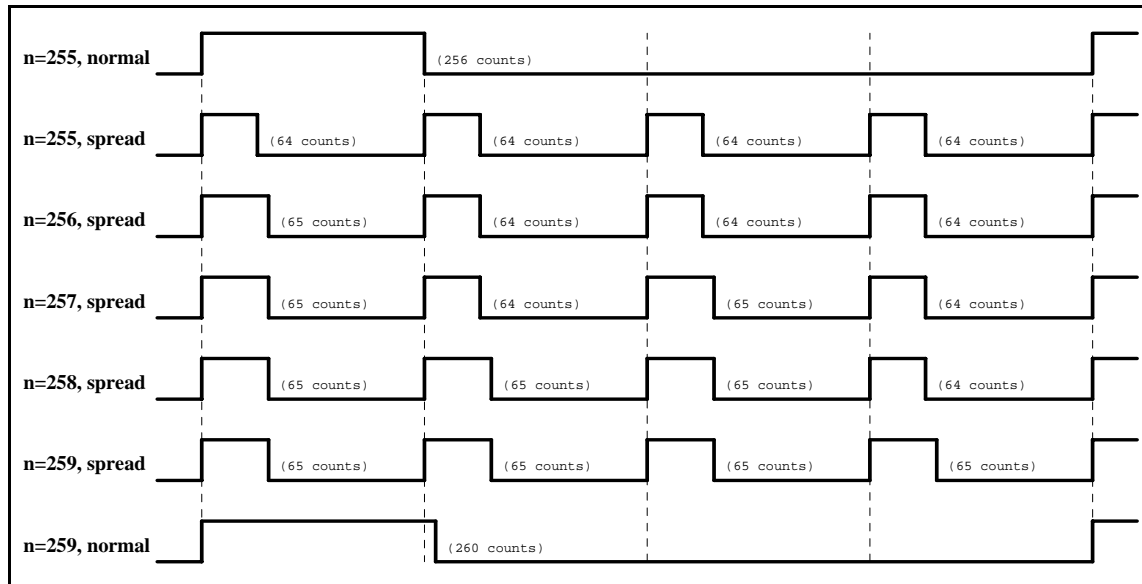 n=255, normal (256 counts)
n=255, spread (64 counts) (64 counts) (64 counts) (64 counts)
n=256, spread (65 counts) (64 counts) (64 counts) (64 counts)
n=257, spread (65 counts) (64 counts) (65 counts) (64 counts)
n=258, spread (65 counts) (65 counts) (65 counts) (64 counts)
n=259, spread (65 counts) (65 counts) (65 counts) (65 counts)
n=259, normal (260 counts)